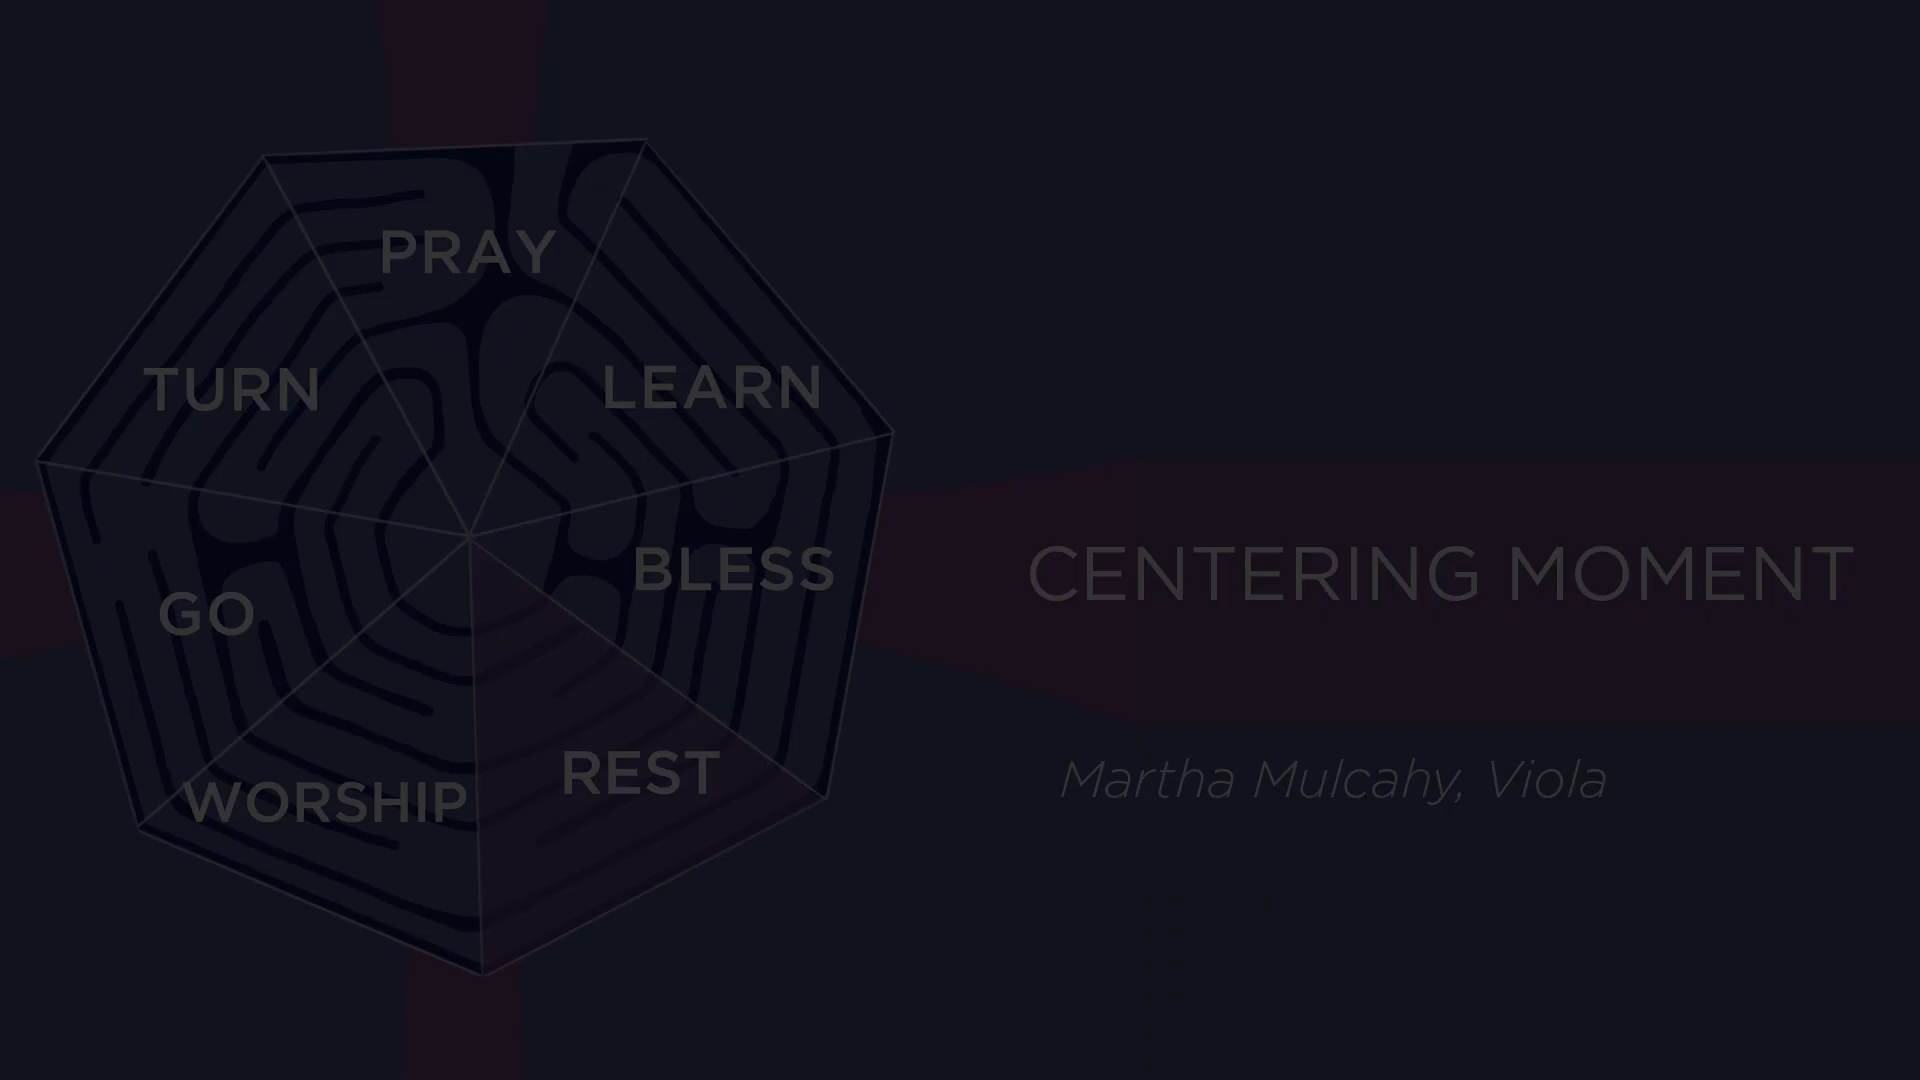 PRAY
TURN
LEARN
BLESS
GO
REST
WORSHIP
CENTERING MOMENT
Martha Mulcahy, Viola